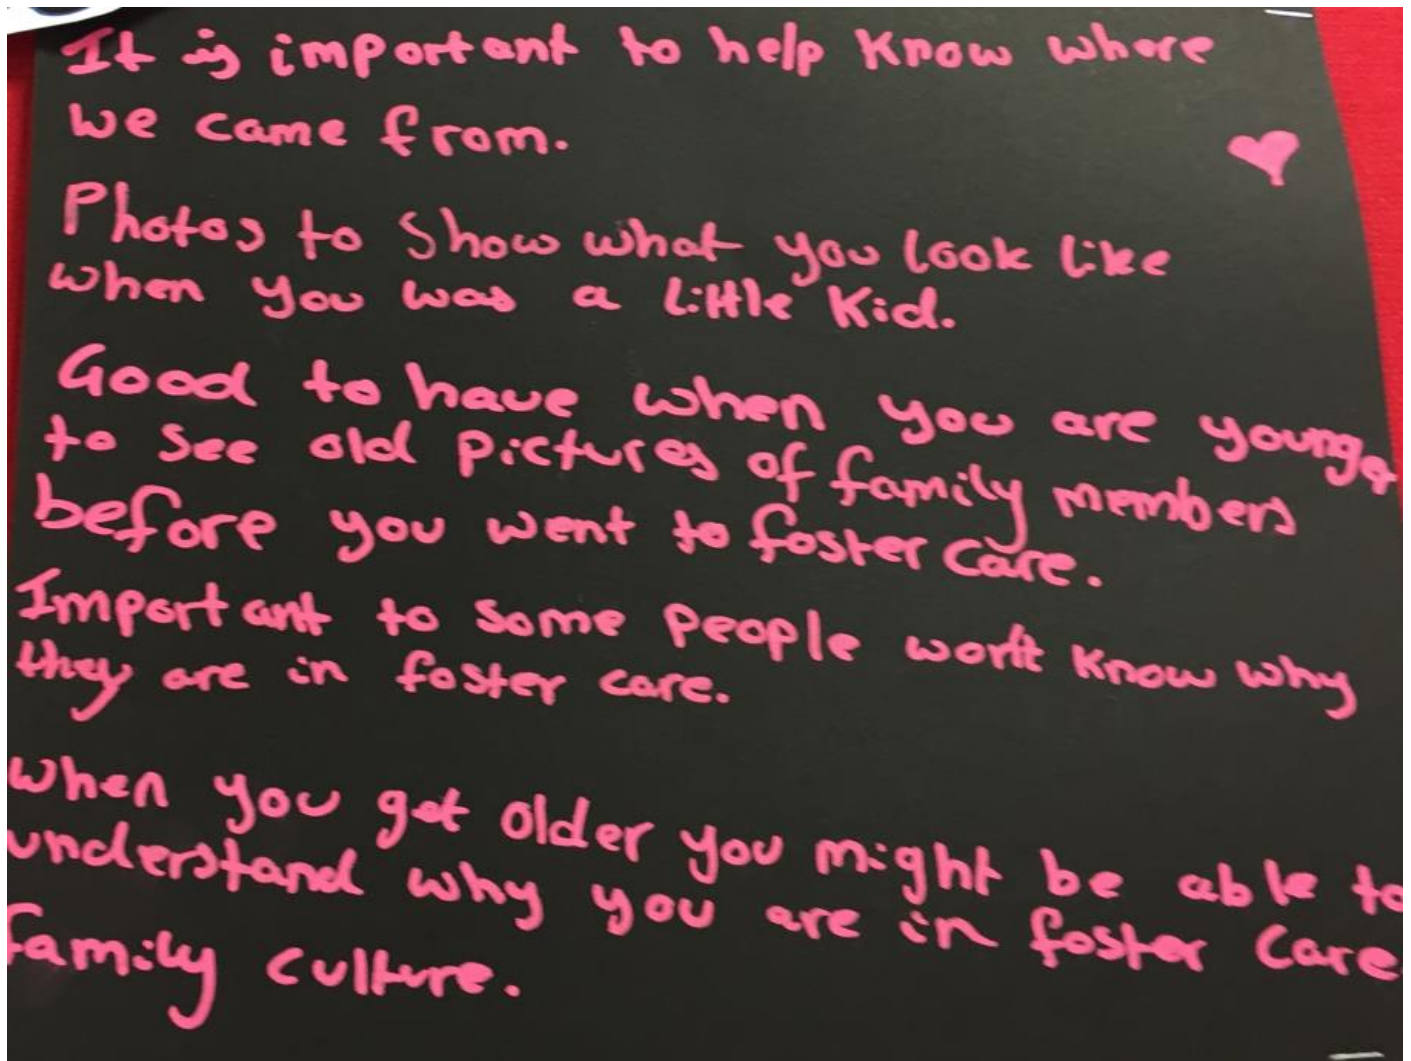 It is important to help know where
we came from.
Photos to show what you look like
when you was a little kid.
Good to have when you are younger
to see old pictures of family members
before you went to foster care.
Important to some people won't know why
they are in foster care.
When you get older you might be able to
understand why you are in foster care.
Family culture.